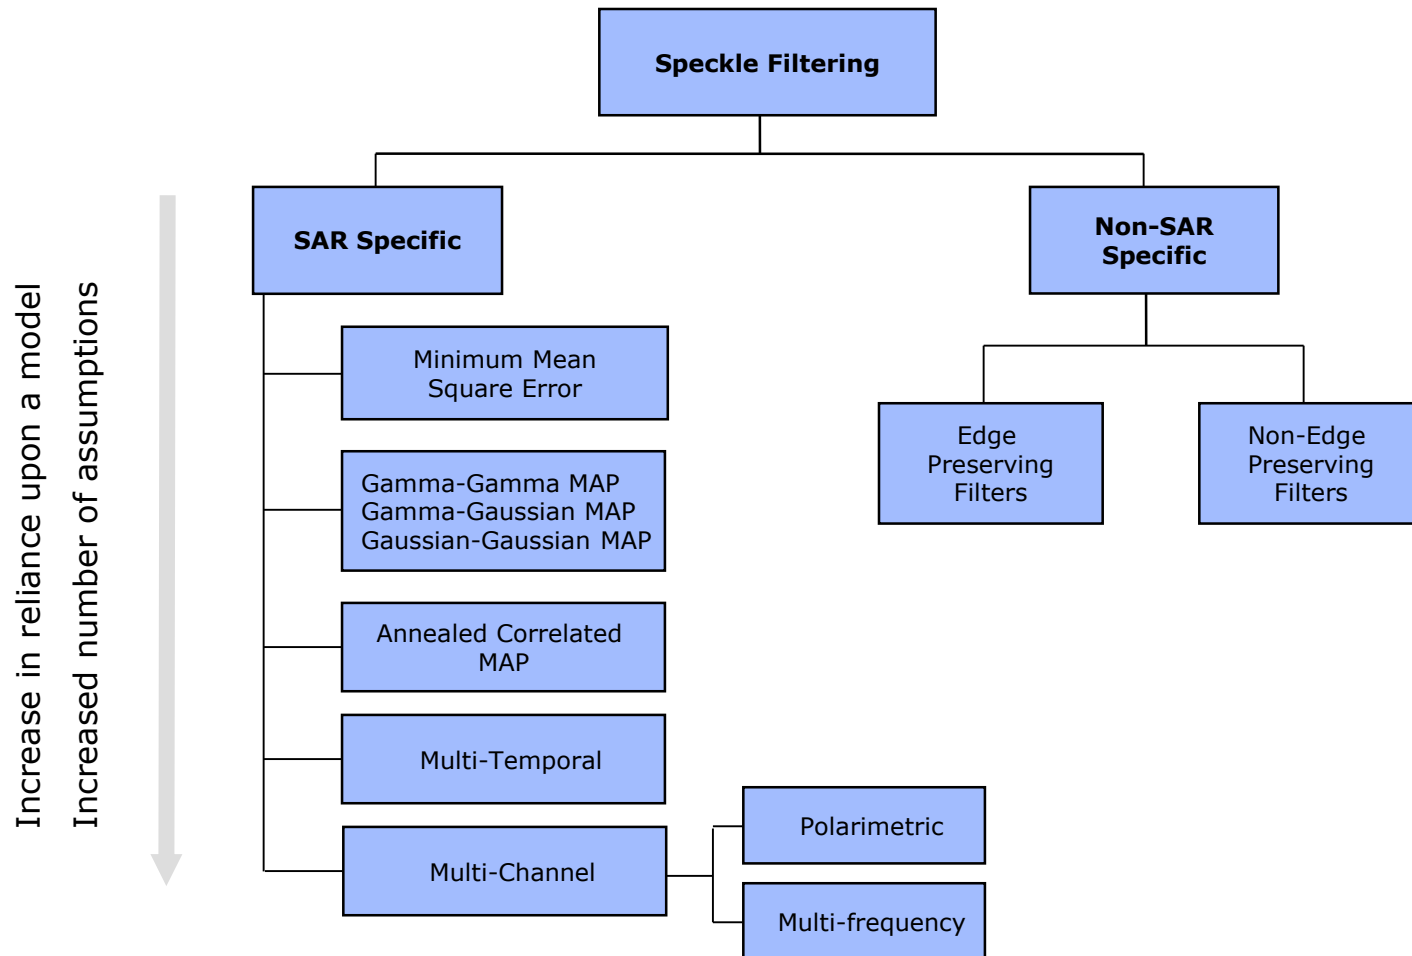 Speckle Filtering
SAR Specific
Non-SAR
Specific
Increase in reliance upon a model
Increased number of assumptions
Minimum Mean
Square Error
Edge
Preserving
Filters
Non-Edge
Preserving
Filters
Gamma-Gamma MAP
Gamma-Gaussian MAP
Gaussian-Gaussian MAP
Annealed Correlated
MAP
Multi-Temporal
Multi-Channel
Polarimetric
Multi-frequency